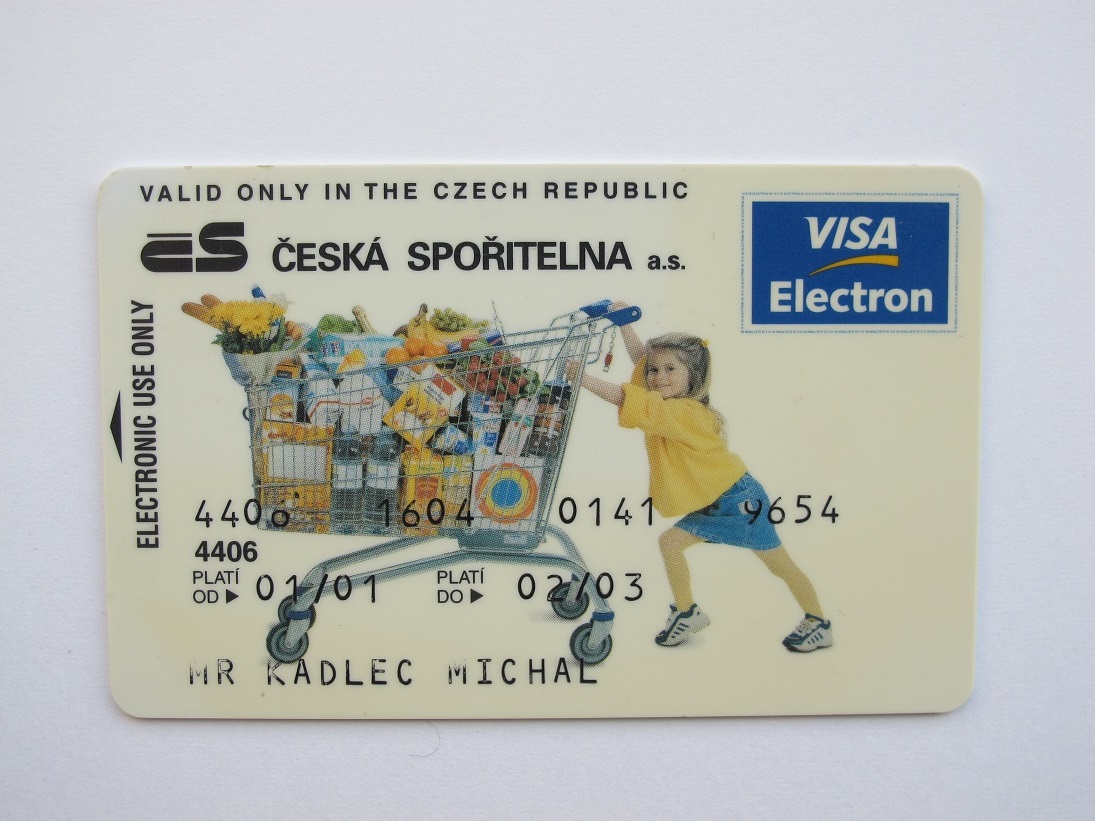 VALID ONLY IN THE CZECH REPUBLIC
ČS ČESKÁ SPOŘITELNA a.s.
VISA
Electron
ELECTRONIC USE ONLY
4406 1604 0141 9654
4406
PLATÍ OD ▶ 01/01 PLATÍ DO ▶ 02/03
MR KADLEC MICHAL